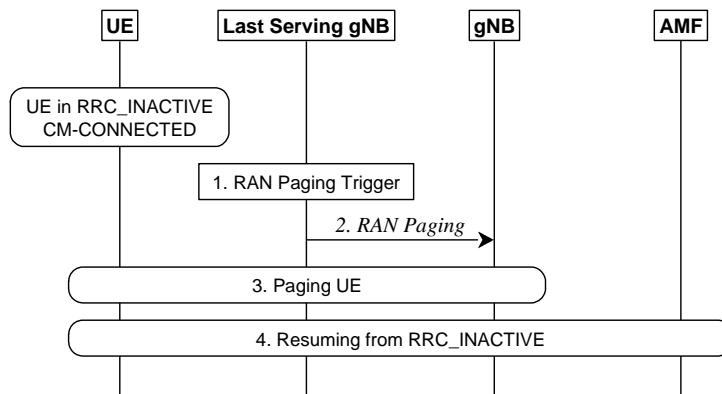 UE
Last Serving gNB
gNB
AMF
UE in RRC_INACTIVE
CM-CONNECTED
1. RAN Paging Trigger
2. RAN Paging
3. Paging UE
4. Resuming from RRC_INACTIVE